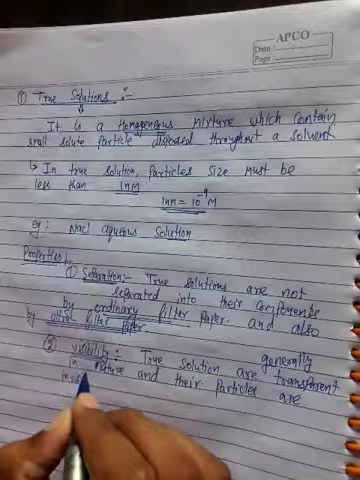 APCO
Date :
Page :
① True Solutions :-
It is a homogeneous mixture which contain
small solute particle dispersed throughout a solvent
↳ In true solution, particles size must be
less than 1nm
1nm = 10⁻⁹ M
eg: Nacl aqueous Solution
Properties!
① Separation:- True solutions are not
separated into their components
by ordinary filter paper and also
by ultra filter paper
② visibility: True solution are generally
in nature and their particles are transparent
invisi